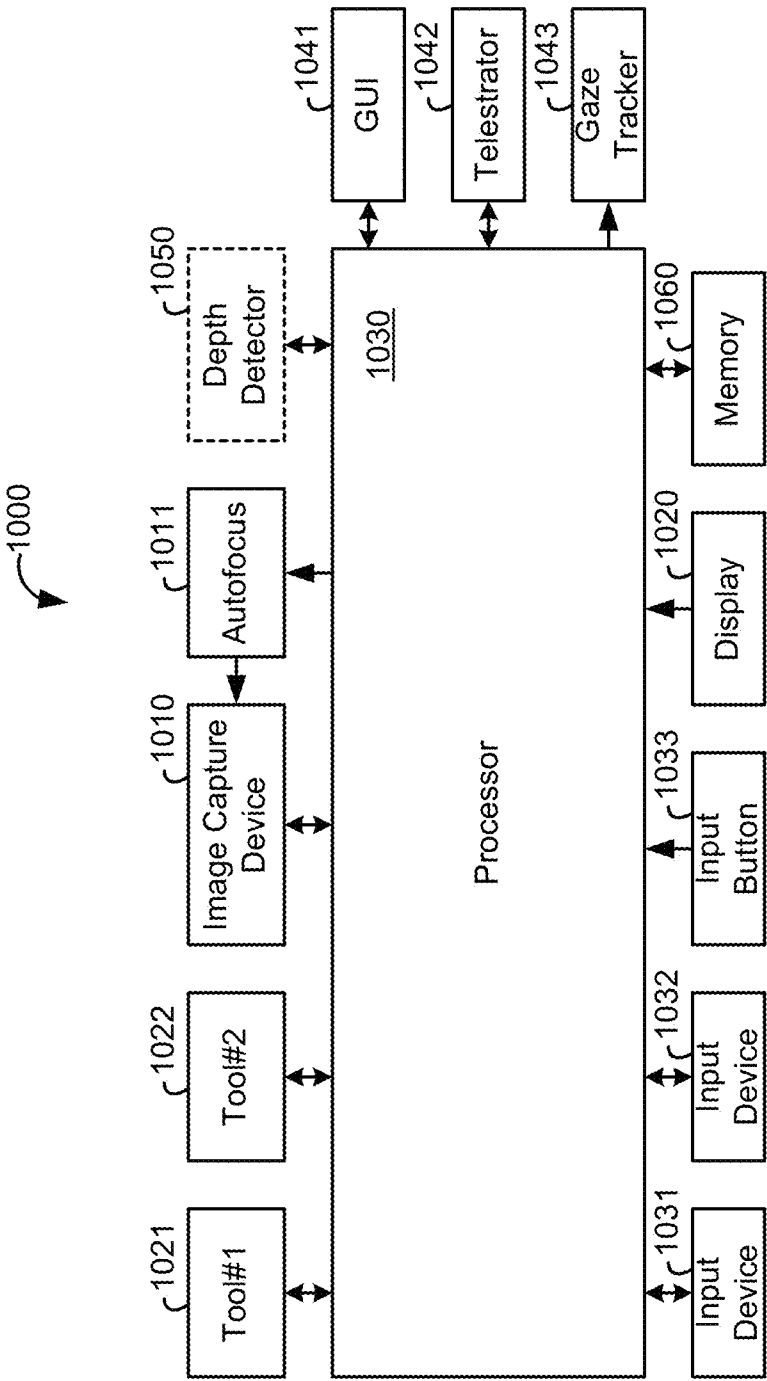 1000
1021
1022
1010
1011
1050
Tool#1
Tool#2
Image Capture
Device
Autofocus
Depth
Detector
1030
Processor
1041
GUI
1042
Telestrator
1043
Gaze
Tracker
1031
1032
1033
1020
1060
Input
Device
Input
Device
Input
Button
Display
Memory